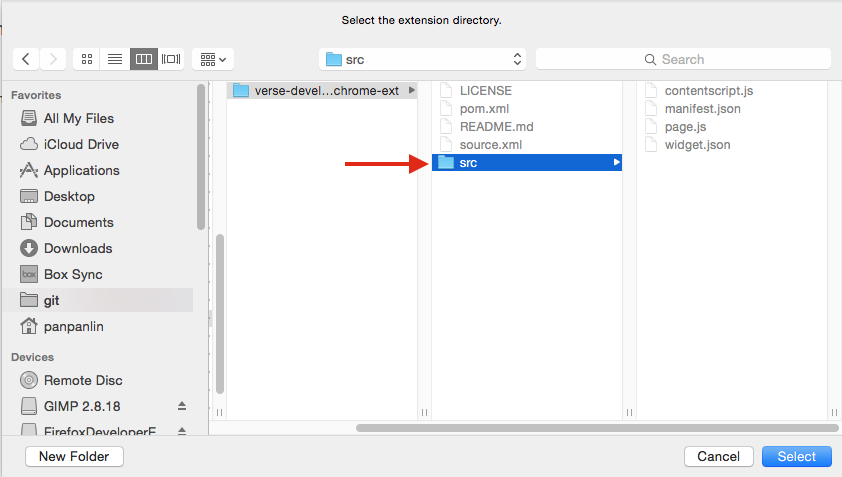 Select the extension directory.
src
Search
Favorites
All My Files
iCloud Drive
Applications
Desktop
Documents
Downloads
box
Box Sync
git
panpanlin
Devices
Remote Disc
GIMP 2.8.18
FirefoxDeveloperE
verse-devel...chrome-ext
LICENSE
pom.xml
README.md
source.xml
src
contentscript.js
manifest.json
page.js
widget.json
New Folder
Cancel
Select